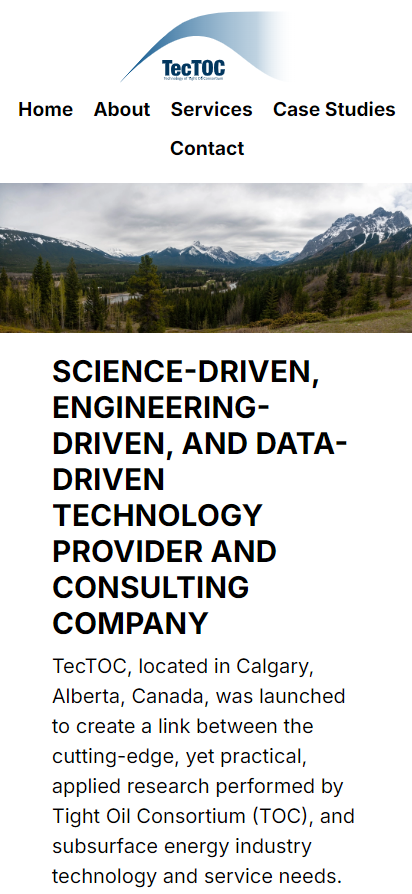 TecTOC
Technology of Tight Oil Consortium
Home About Services Case Studies
Contact
SCIENCE-DRIVEN,
ENGINEERING-
DRIVEN, AND DATA-
DRIVEN
TECHNOLOGY
PROVIDER AND
CONSULTING
COMPANY
TecTOC, located in Calgary,
Alberta, Canada, was launched
to create a link between the
cutting-edge, yet practical,
applied research performed by
Tight Oil Consortium (TOC), and
subsurface energy industry
technology and service needs.